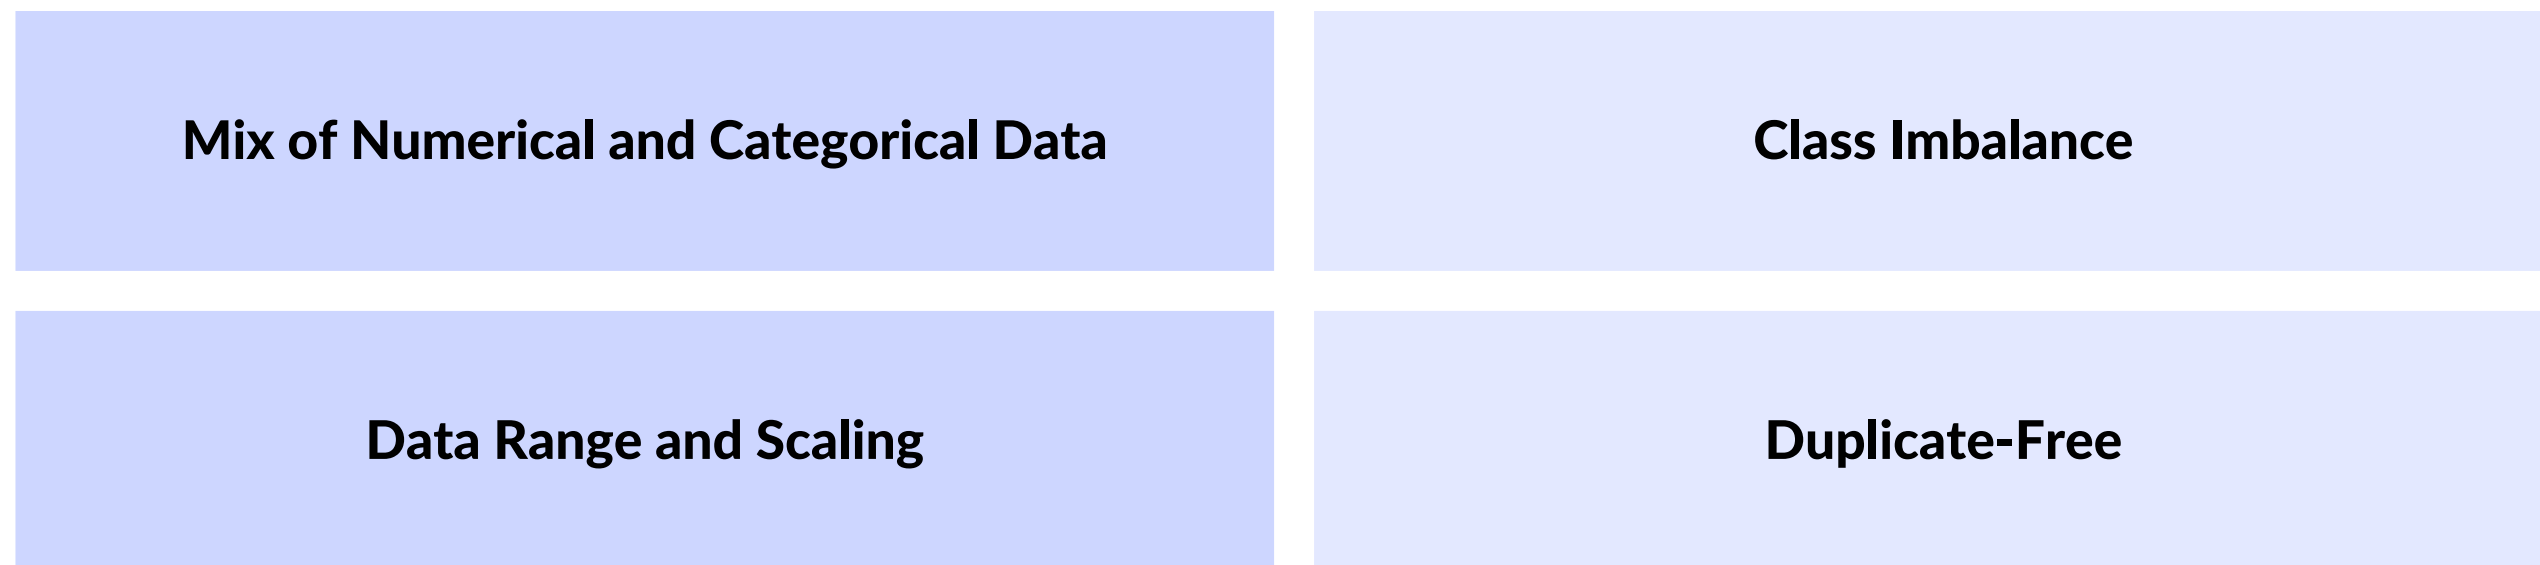 Mix of Numerical and Categorical Data
Class Imbalance
Data Range and Scaling
Duplicate-Free